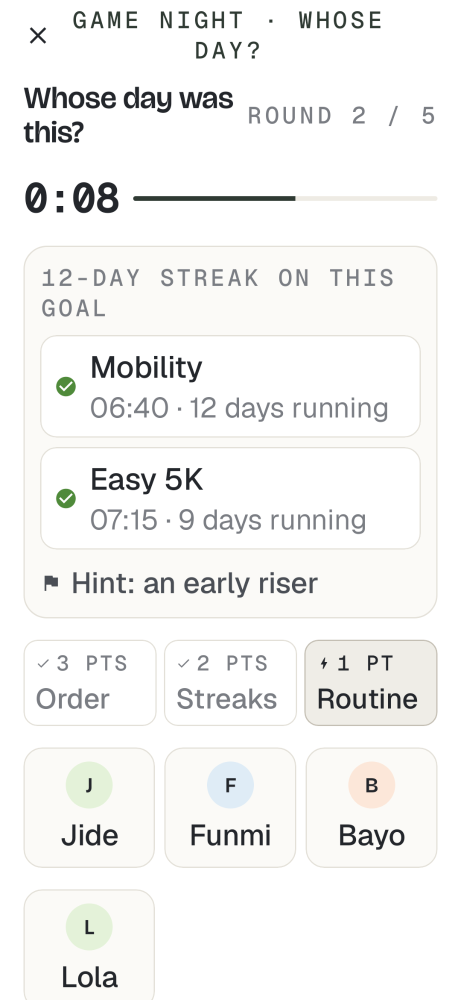 GAME NIGHT · WHOSE
DAY?
Whose day was
this?
ROUND 2 / 5
0:08
12-DAY STREAK ON THIS
GOAL
Mobility
06:40 · 12 days running
Easy 5K
07:15 · 9 days running
Hint: an early riser
3 PTS
Order
2 PTS
Streaks
1 PT
Routine
J
Jide
F
Funmi
B
Bayo
L
Lola